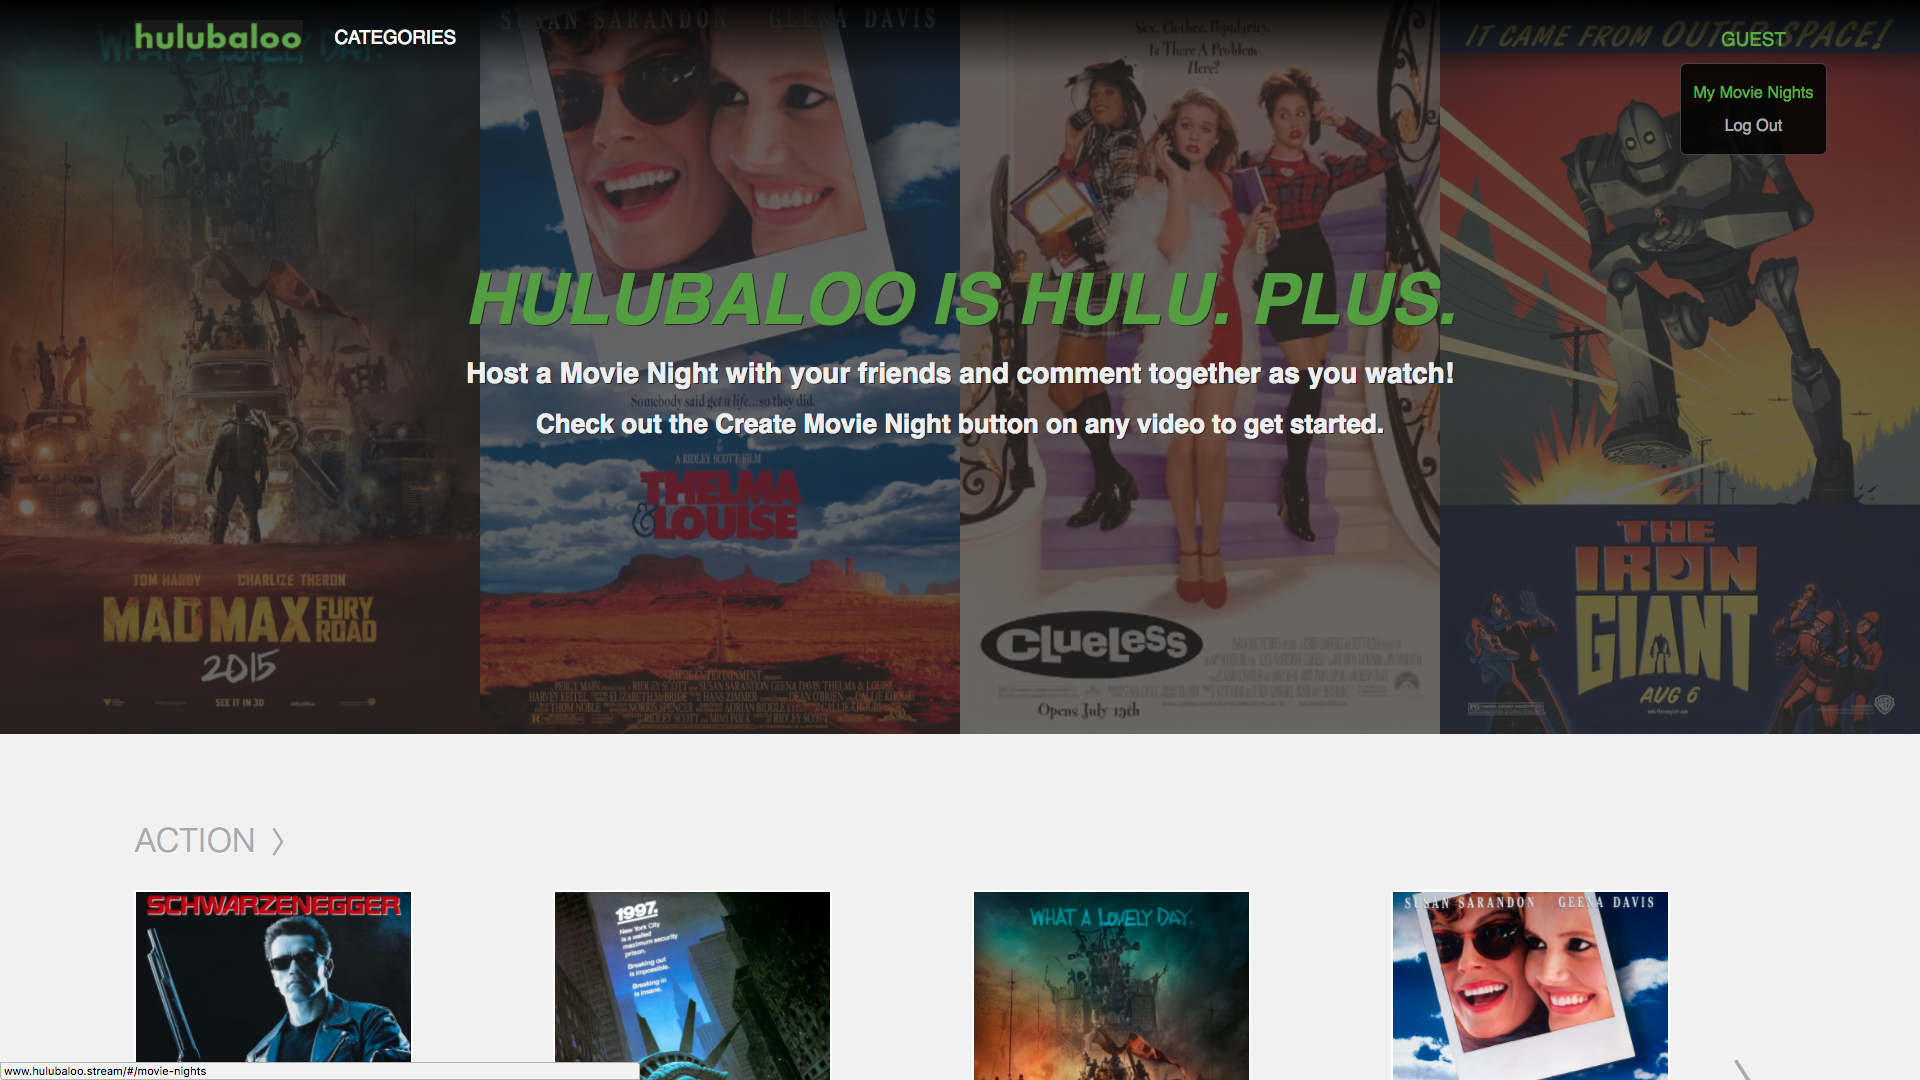 hulubaloo
CATEGORIES
GUEST
My Movie Nights
Log Out
WHAT A LOVELY DAY.
SUSAN SARANDON GEENA DAVIS
Sex. Clothes. Popularity.
Is There A Problem
Here?
IT CAME FROM OUTER SPACE!
HULUBALOO IS HULU. PLUS.
Host a Movie Night with your friends and comment together as you watch!
Somebody said get a life...so they did.
Check out the Create Movie Night button on any video to get started.
A RIDLEY SCOTT FILM
THELMA
& LOUISE
TOM HARDY CHARLIZE THERON
MAD MAX FURY
ROAD
2015
SEE IT IN 3D
CLUELESS
Opens July 19th
THE
IRON
GIANT
AUG 6
ACTION
SCHWARZENEGGER
1997.
New York City
is a walled
maximum security
prison.
Breaking out
is impossible.
Breaking in
is insane.
WHAT A LOVELY DAY.
SUSAN SARANDON GEENA DAVIS
www.hulubaloo.stream/#/movie-nights